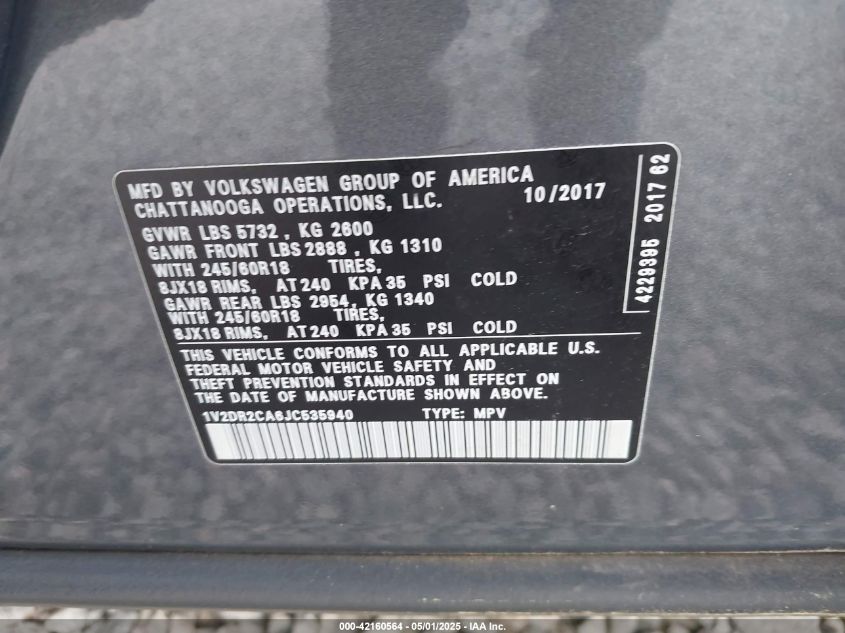 MFD BY VOLKSWAGEN GROUP OF AMERICA
CHATTANOOGA OPERATIONS, LLC. 10/2017
GVWR LBS 5732 , KG 2600
GAWR FRONT LBS 2888 , KG 1310
WITH 245/60R18 TIRES,
8JX18 RIMS, AT 240 KPA 35 PSI COLD
GAWR REAR LBS 2954, KG 1340
WITH 245/60R18 TIRES,
8JX18 RIMS, AT 240 KPA 35 PSI COLD
THIS VEHICLE CONFORMS TO ALL APPLICABLE U.S.
FEDERAL MOTOR VEHICLE SAFETY AND
THEFT PREVENTION STANDARDS IN EFFECT ON
THE DATE OF MANUFACTURE SHOWN ABOVE.
1V2DR2CA6JC535940 TYPE: MPV
4229395 2017 62
000-42160564 - 05/01/2025 - IAA Inc.